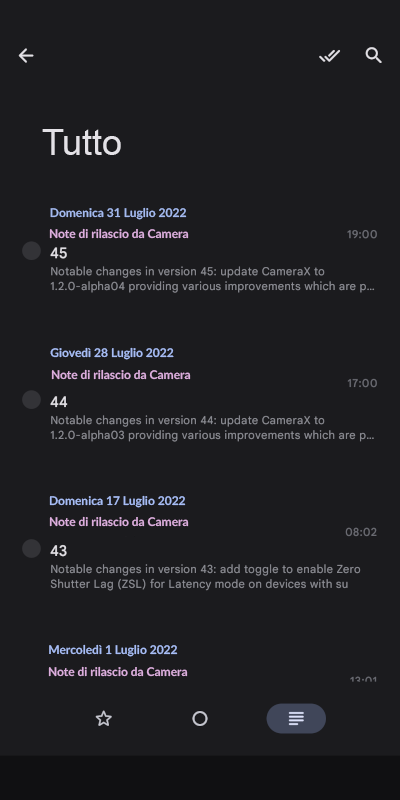 Tutto
Domenica 31 Luglio 2022
Note di rilascio da Camera
19:00
45
Notable changes in version 45: update CameraX to
1.2.0-alpha04 providing various improvements which are p...
Giovedì 28 Luglio 2022
Note di rilascio da Camera
17:00
44
Notable changes in version 44: update CameraX to
1.2.0-alpha03 providing various improvements which are p...
Domenica 17 Luglio 2022
Note di rilascio da Camera
08:02
43
Notable changes in version 43: add toggle to enable Zero
Shutter Lag (ZSL) for Latency mode on devices with su
Mercoledì 1 Luglio 2022
Note di rilascio da Camera
13:01